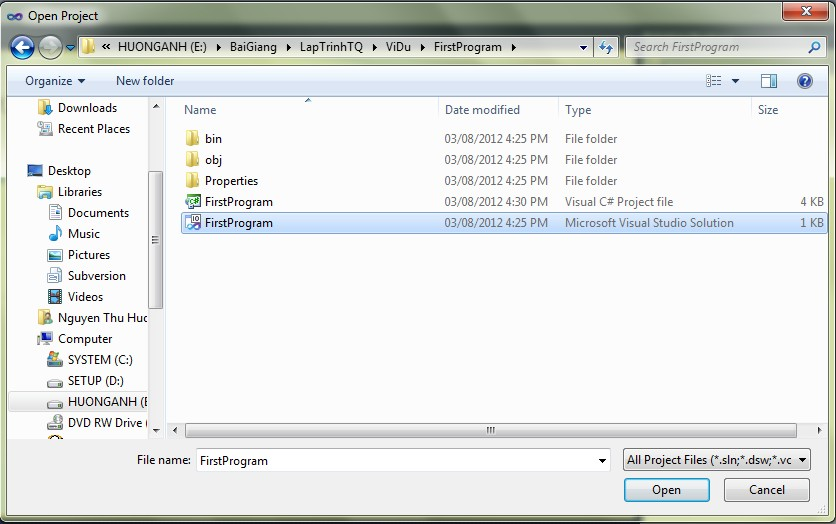 Open Project
« HUONGANH (E:) BaiGiang LapTrinhTQ ViDu FirstProgram
Search FirstProgram
Organize New folder
Name Date modified Type Size
Downloads
Recent Places
Desktop
Libraries
Documents
Music
Pictures
Subversion
Videos
Nguyen Thu Huo
Computer
SYSTEM (C:)
SETUP (D:)
HUONGANH (E
DVD RW Drive (
bin 03/08/2012 4:25 PM File folder
obj 03/08/2012 4:25 PM File folder
Properties 03/08/2012 4:25 PM File folder
FirstProgram 03/08/2012 4:30 PM Visual C# Project file 4 KB
FirstProgram 03/08/2012 4:25 PM Microsoft Visual Studio Solution 1 KB
File name: FirstProgram All Project Files (*.sln;*.dsw;*.vc
Open Cancel